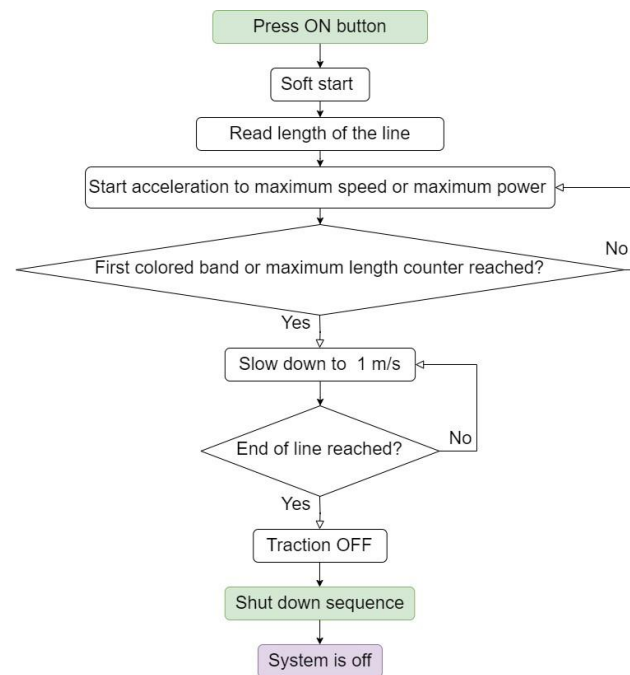 Press ON button
Soft start
Read length of the line
Start acceleration to maximum speed or maximum power
No
First colored band or maximum length counter reached?
Yes
Slow down to 1 m/s
No
End of line reached?
Yes
Traction OFF
Shut down sequence
System is off